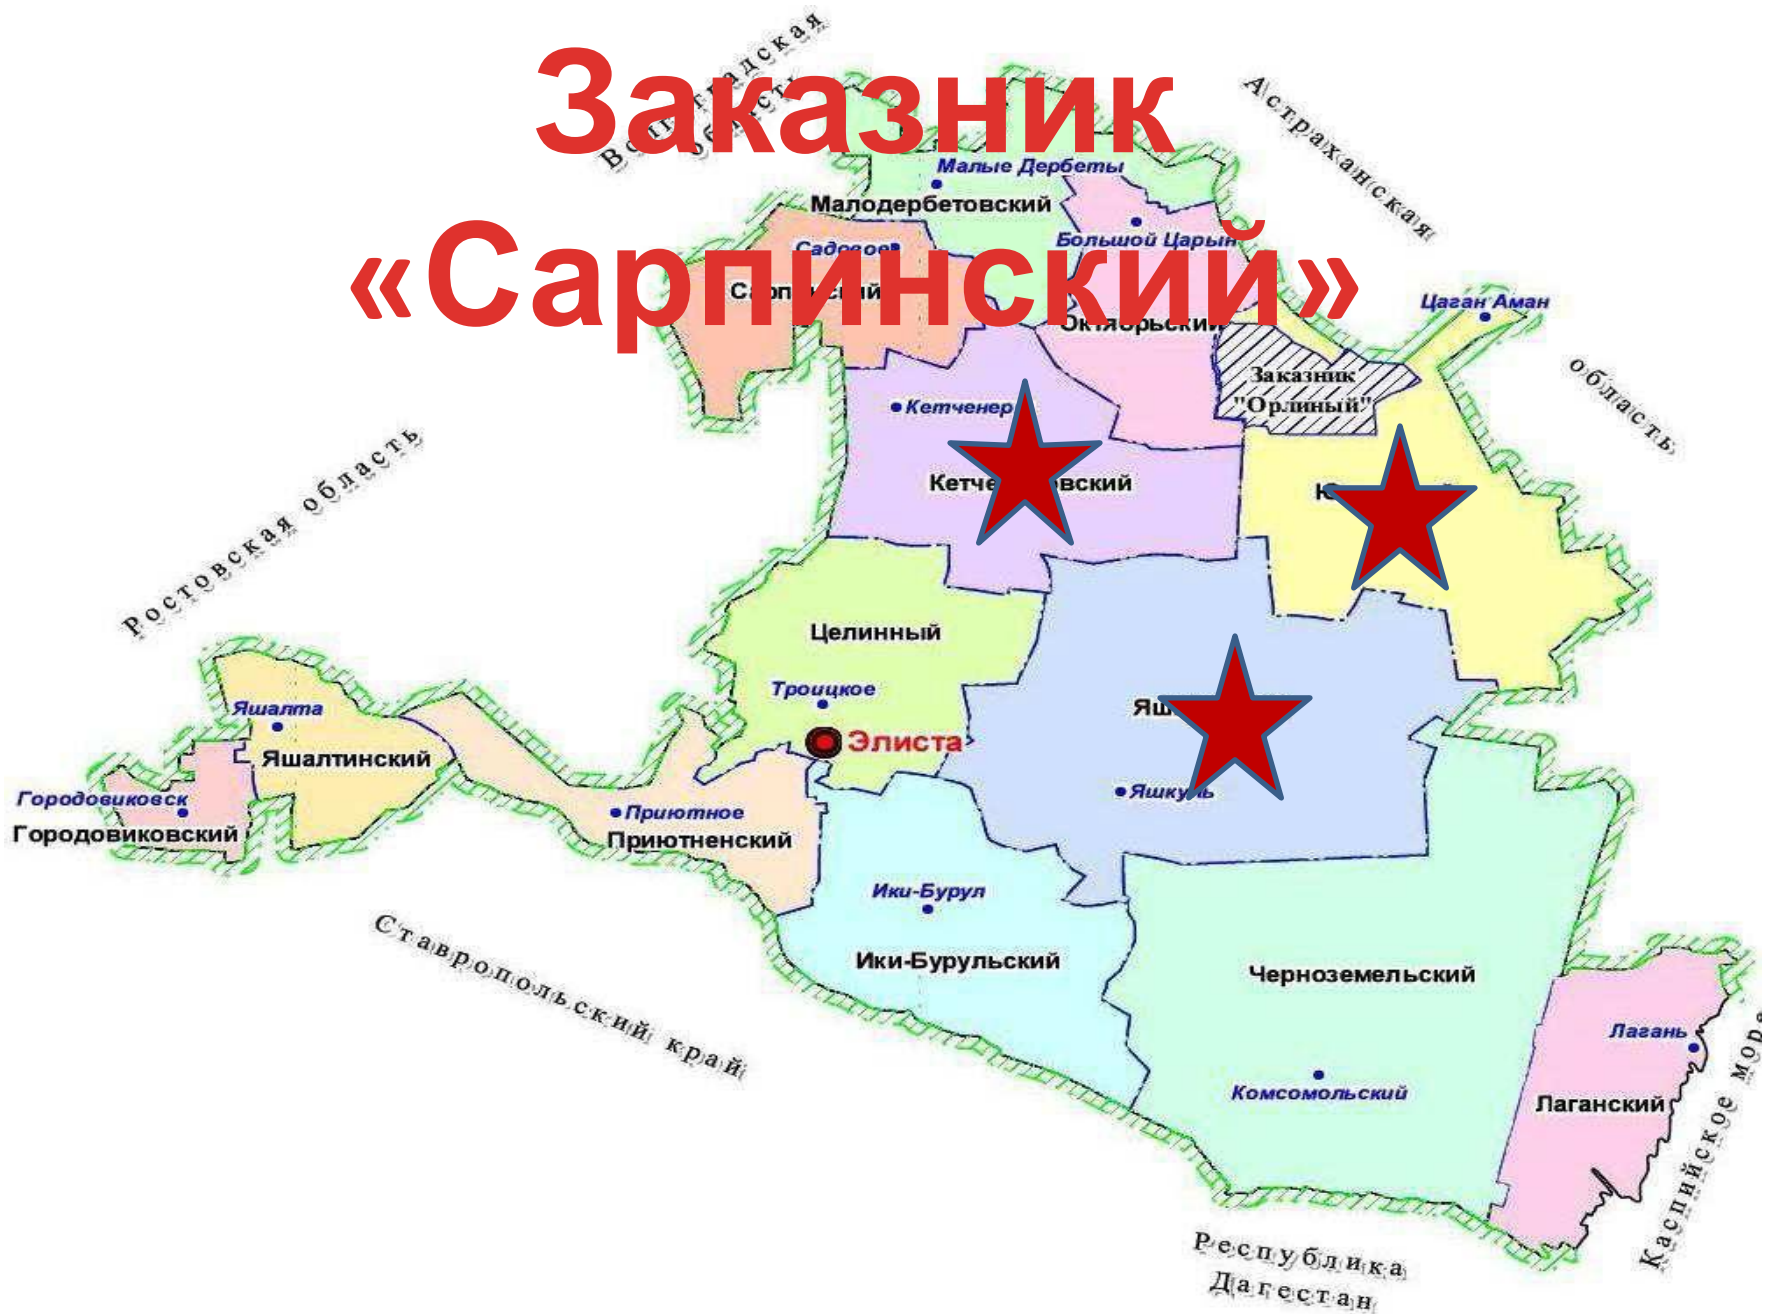 Заказник
«Сарпинский»
Астраханская
область
Малые Дербеты
Малодербетовский
Садовое
Сарпинский
Большой Царын
Октябрьский
Цаган Аман
Заказник
"Орлиный"
Ростовская область
Целинный
Троицкое
Элиста
Яшалта
Яшалтинский
Городовиковск
Городовиковский
Приютное
Приютненский
Яшкуль
Ики-Бурул
Ики-Бурульский
Ставропольский край
Черноземельский
Комсомольский
Лагань
Лаганский
Каспийское море
Республика
Дагестан